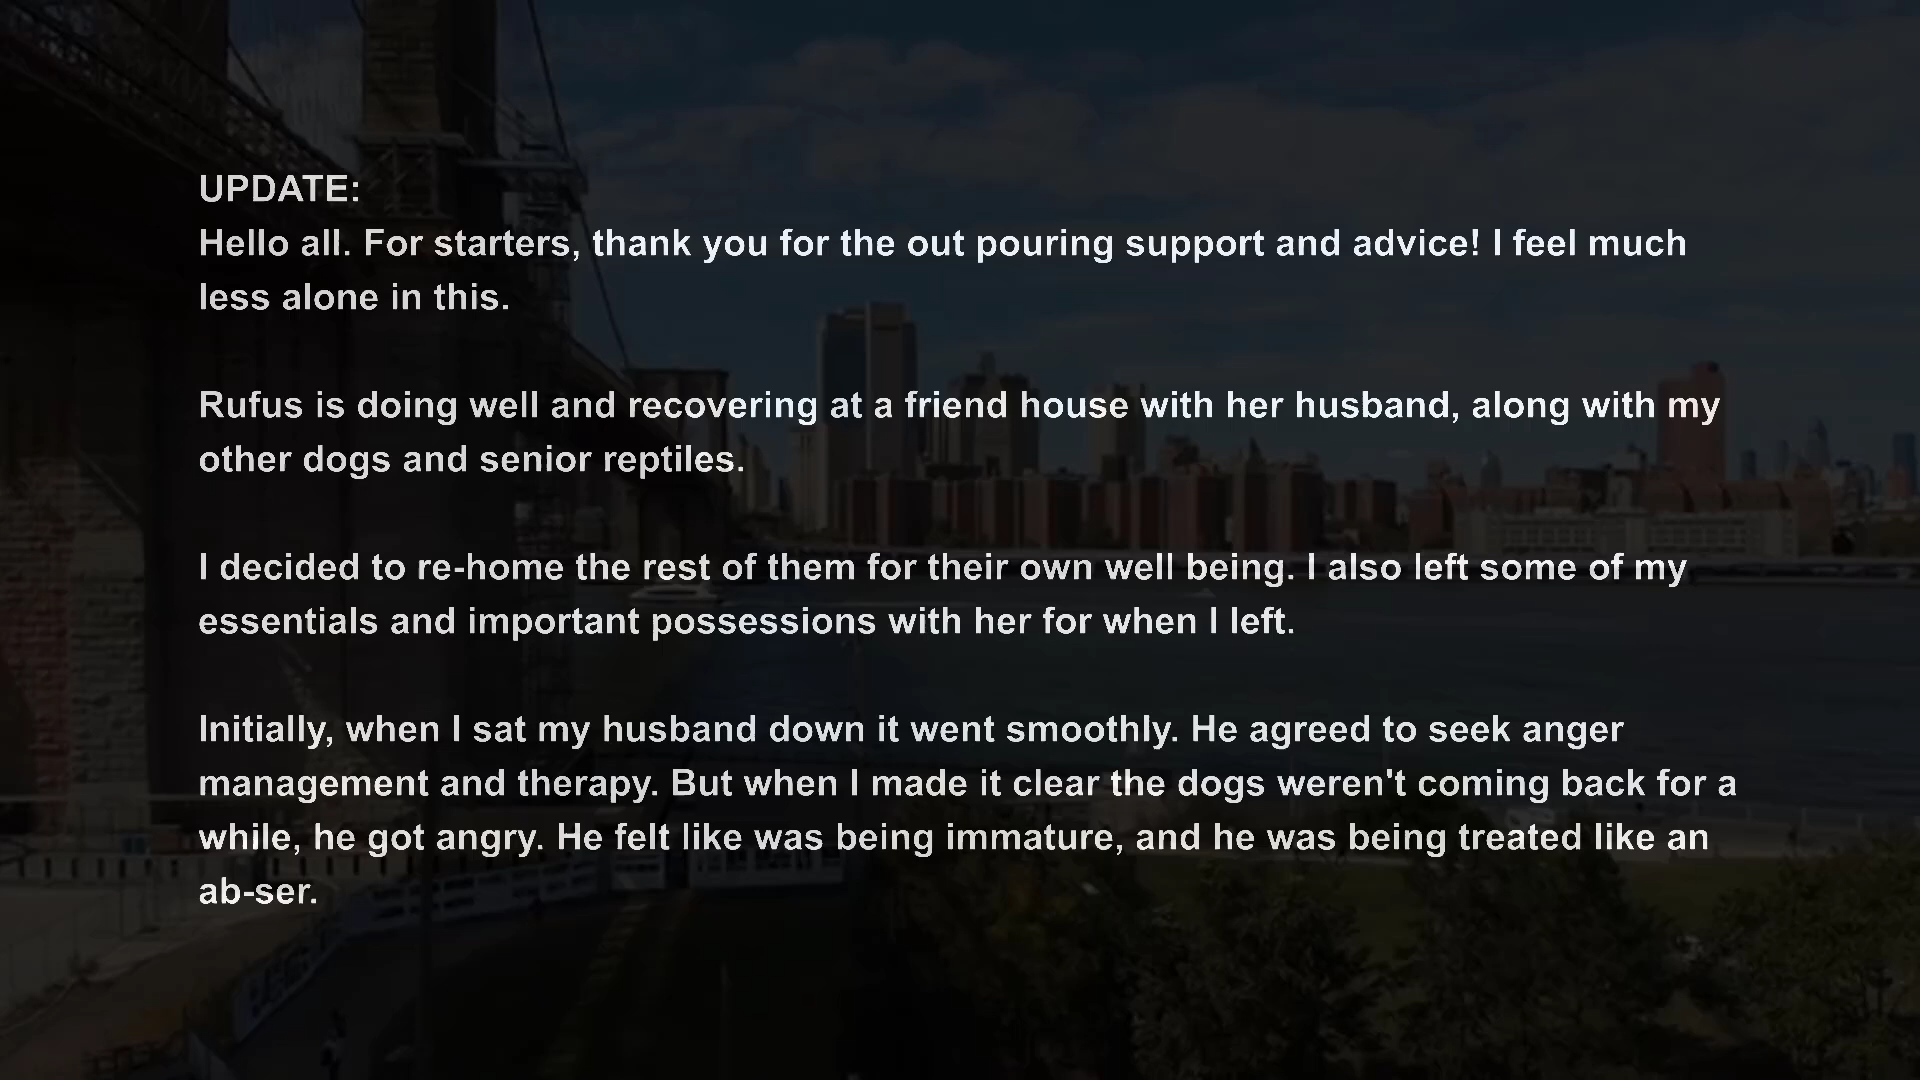 UPDATE:
Hello all. For starters, thank you for the out pouring support and advice! I feel much
less alone in this.
Rufus is doing well and recovering at a friend house with her husband, along with my
other dogs and senior reptiles.
I decided to re-home the rest of them for their own well being. I also left some of my
essentials and important possessions with her for when I left.
Initially, when I sat my husband down it went smoothly. He agreed to seek anger
management and therapy. But when I made it clear the dogs weren't coming back for a
while, he got angry. He felt like was being immature, and he was being treated like an
ab-ser.